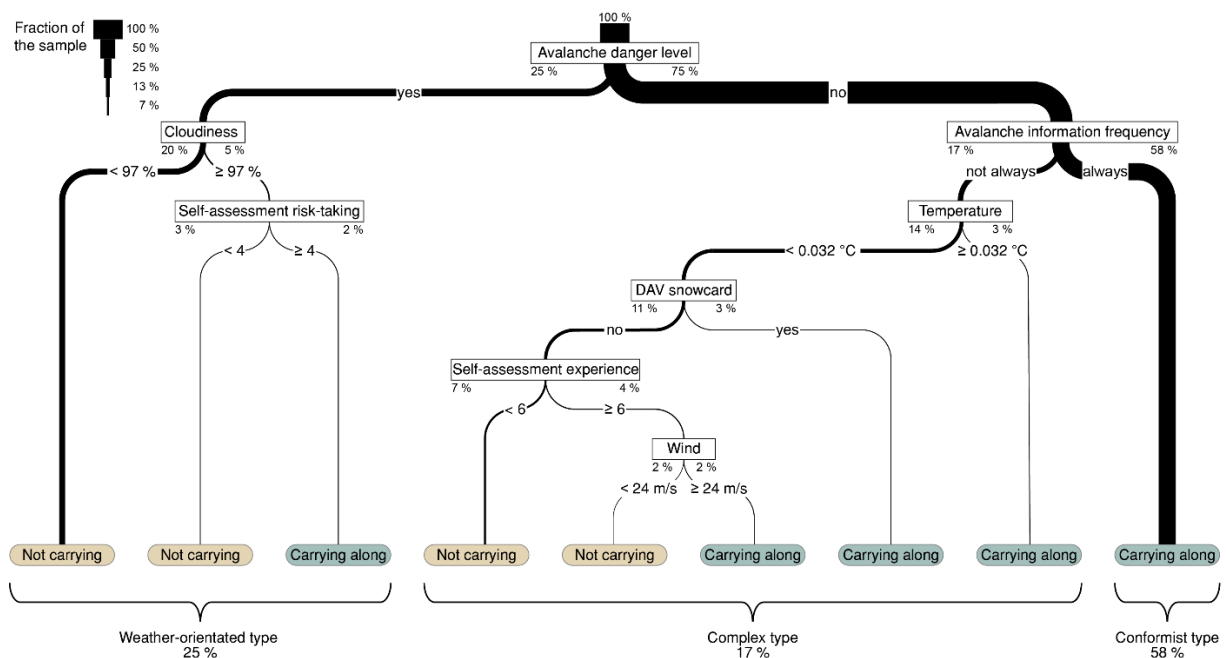 Fraction of
the sample
100 %
50 %
25 %
13 %
7 %
100 %
Avalanche danger level
25 %
75 %
yes
no
Cloudiness
20 %
5 %
Avalanche information frequency
17 %
58 %
< 97 %
≥ 97 %
not always
always
Self-assessment risk-taking
3 %
2 %
Temperature
14 %
3 %
< 4
≥ 4
< 0.032 °C
≥ 0.032 °C
DAV snowcard
11 %
3 %
no
yes
Self-assessment experience
7 %
4 %
< 6
≥ 6
Wind
2 %
2 %
< 24 m/s
≥ 24 m/s
Not carrying
Not carrying
Carrying along
Not carrying
Not carrying
Carrying along
Carrying along
Carrying along
Carrying along
Weather-orientated type
25 %
Complex type
17 %
Conformist type
58 %